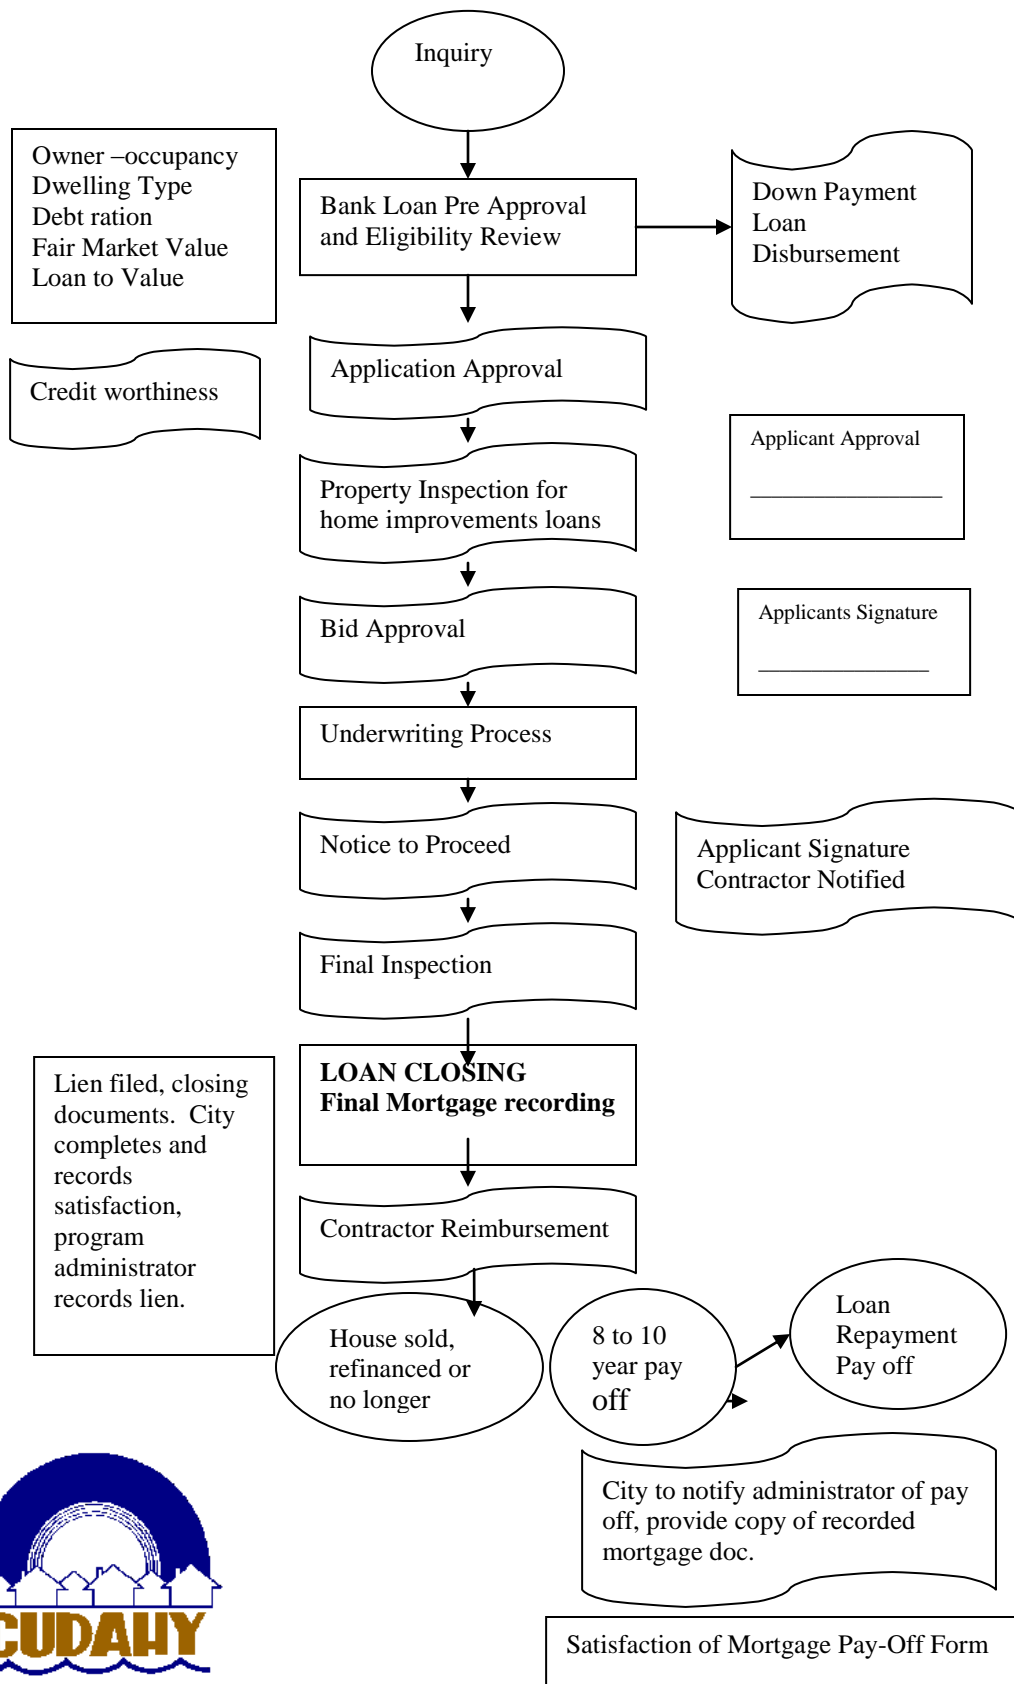 Inquiry
Owner –occupancy
Dwelling Type
Debt ration
Fair Market Value
Loan to Value
Bank Loan Pre Approval
and Eligibility Review
Down Payment
Loan
Disbursement
Credit worthiness
Application Approval
Applicant Approval
__________________
Property Inspection for
home improvements loans
Bid Approval
Applicants Signature
________________
Underwriting Process
Notice to Proceed
Applicant Signature
Contractor Notified
Final Inspection
LOAN CLOSING
Final Mortgage recording
Lien filed, closing
documents.  City
completes and
records
satisfaction,
program
administrator
records lien.
Contractor Reimbursement
House sold,
refinanced or
no longer
8 to 10
year pay
off
Loan
Repayment
Pay off
City to notify administrator of pay
off, provide copy of recorded
mortgage doc.
CUDAHY
Satisfaction of Mortgage Pay-Off Form